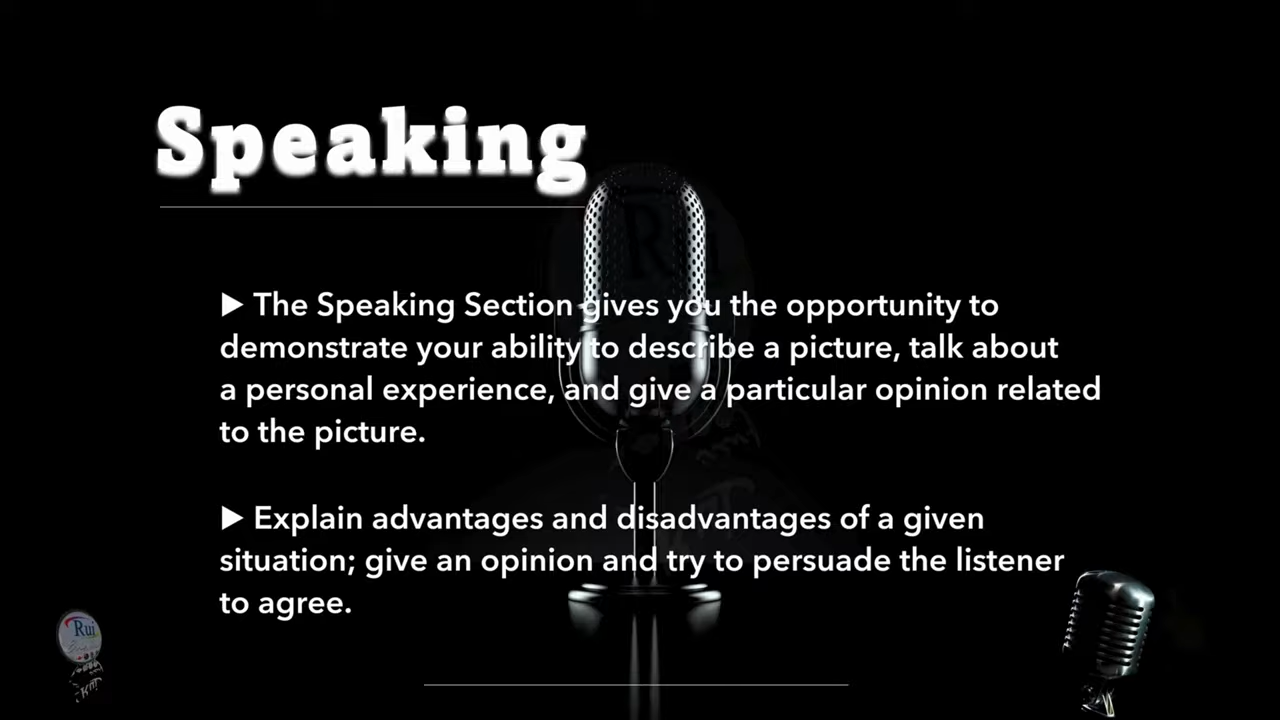 Speaking
▶ The Speaking Section gives you the opportunity to
demonstrate your ability to describe a picture, talk about
a personal experience, and give a particular opinion related
to the picture.
▶ Explain advantages and disadvantages of a given
situation; give an opinion and try to persuade the listener
to agree.
Rui